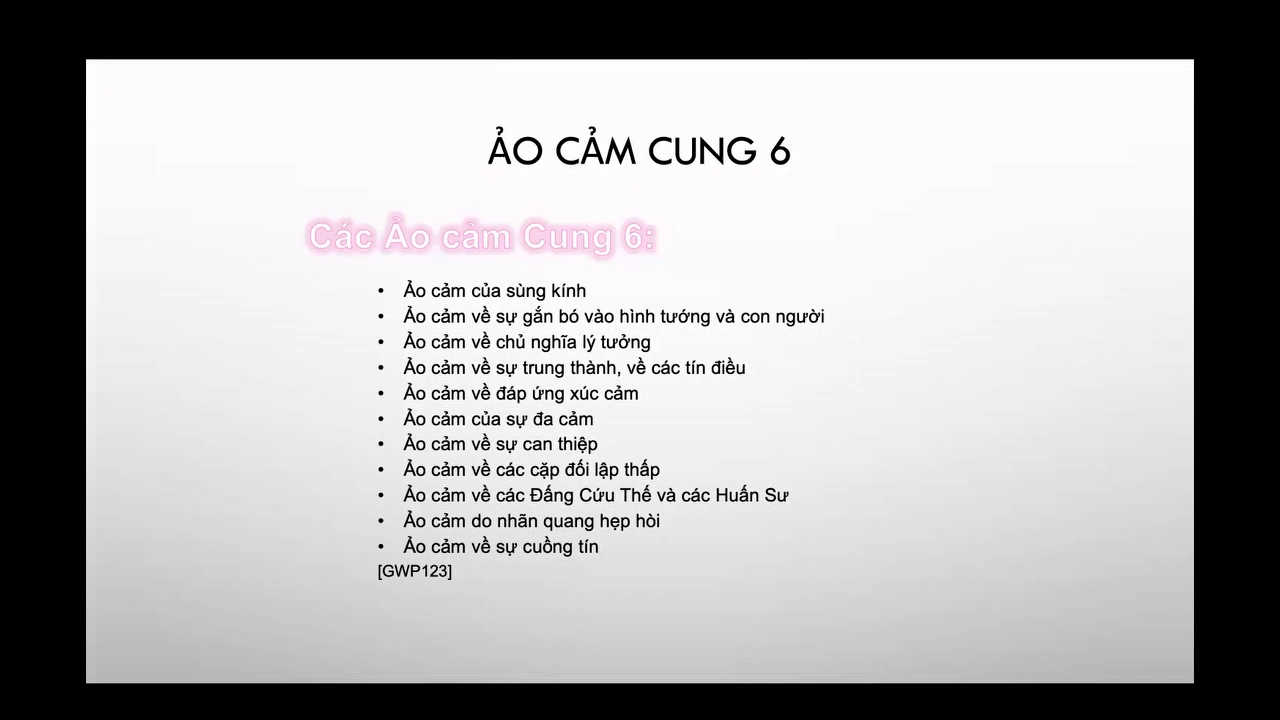 ẢO CẢM CUNG 6
Các Ảo cảm Cung 6:
• Ảo cảm của sùng kính
• Ảo cảm về sự gắn bó vào hình tướng và con người
• Ảo cảm về chủ nghĩa lý tưởng
• Ảo cảm về sự trung thành, về các tín điều
• Ảo cảm về đáp ứng xúc cảm
• Ảo cảm của sự đa cảm
• Ảo cảm về sự can thiệp
• Ảo cảm về các cặp đối lập thấp
• Ảo cảm về các Đấng Cứu Thế và các Huấn Sư
• Ảo cảm do nhãn quang hẹp hòi
• Ảo cảm về sự cuồng tín
[GWP123]